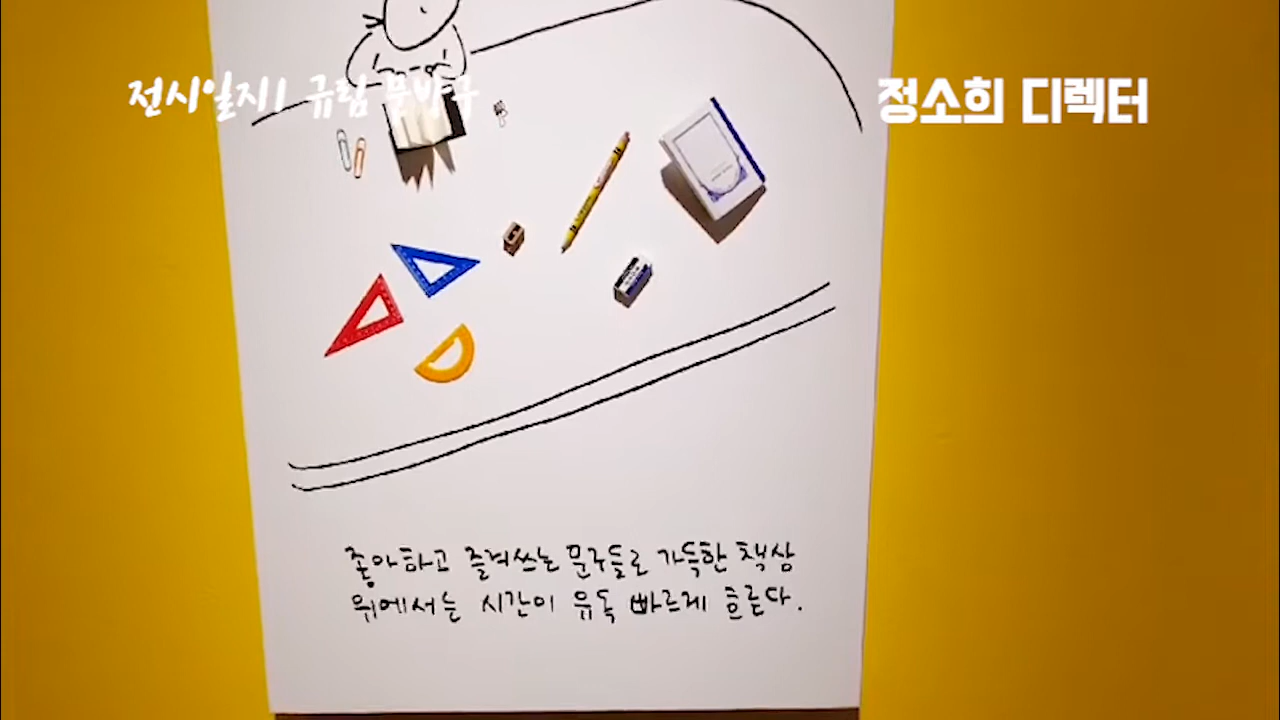 전시일지 / 규림 문방구
정소희 디렉터
좋아하고 즐겨쓰는 문구들로 가득한 책상
위에서는 시간이 유독 빠르게 흐른다.